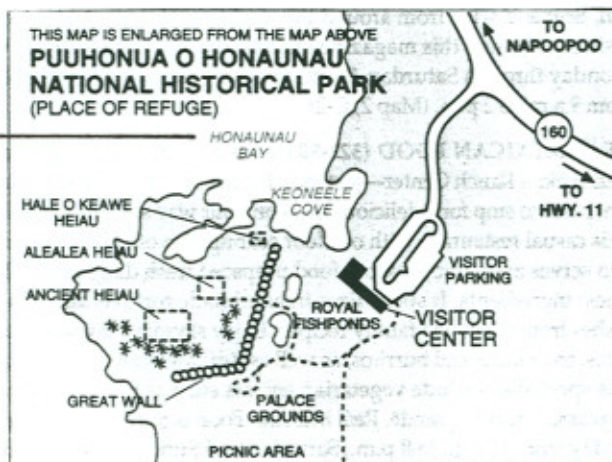 THIS MAP IS ENLARGED FROM THE MAP ABOVE
PUUHONUA O HONAUNAU
NATIONAL HISTORICAL PARK
(PLACE OF REFUGE)
TO
NAPOOPOO
160
TO
HWY. 11
HONAUNAU
BAY
KEONEELE
COVE
HALE O KEAWE
HEIAU
ALEALEA HEIAU
ANCIENT HEIAU
GREAT WALL
ROYAL
FISHPONDS
VISITOR
PARKING
VISITOR
CENTER
PALACE
GROUNDS
PICNIC AREA